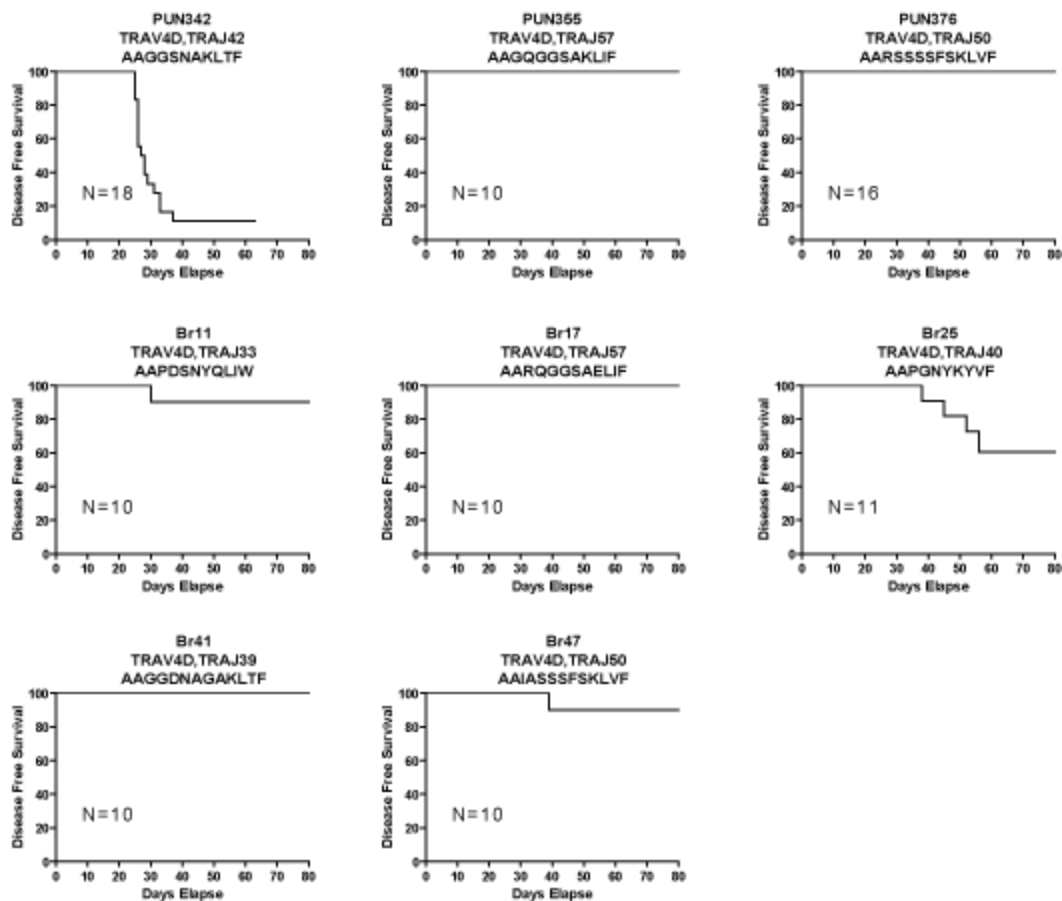 PUN342
TRAV4D,TRAJ42
AAGGSNAKLTF
Disease Free Survival
100
80
60
40
20
0
N=18
0 10 20 30 40 50 60 70 80
Days Elapse
PUN355
TRAV4D,TRAJ57
AAGQGGSAKLIF
Disease Free Survival
100
80
60
40
20
0
N=10
0 10 20 30 40 50 60 70 80
Days Elapse
PUN376
TRAV4D,TRAJ50
AARSSSSFSKLVF
Disease Free Survival
100
80
60
40
20
0
N=16
0 10 20 30 40 50 60 70 80
Days Elapse
Br11
TRAV4D,TRAJ33
AAPDSNYQLIW
Disease Free Survival
100
80
60
40
20
0
N=10
0 10 20 30 40 50 60 70 80
Days Elapse
Br17
TRAV4D,TRAJ57
AARQGGSAELIF
Disease Free Survival
100
80
60
40
20
0
N=10
0 10 20 30 40 50 60 70 80
Days Elapse
Br25
TRAV4D,TRAJ40
AAPGNYKYVF
Disease Free Survival
100
80
60
40
20
0
N=11
0 10 20 30 40 50 60 70 80
Days Elapse
Br41
TRAV4D,TRAJ39
AAGGDNAGAKLTF
Disease Free Survival
100
80
60
40
20
0
N=10
0 10 20 30 40 50 60 70 80
Days Elapse
Br47
TRAV4D,TRAJ50
AAIASSSFSKLVF
Disease Free Survival
100
80
60
40
20
0
N=10
0 10 20 30 40 50 60 70 80
Days Elapse